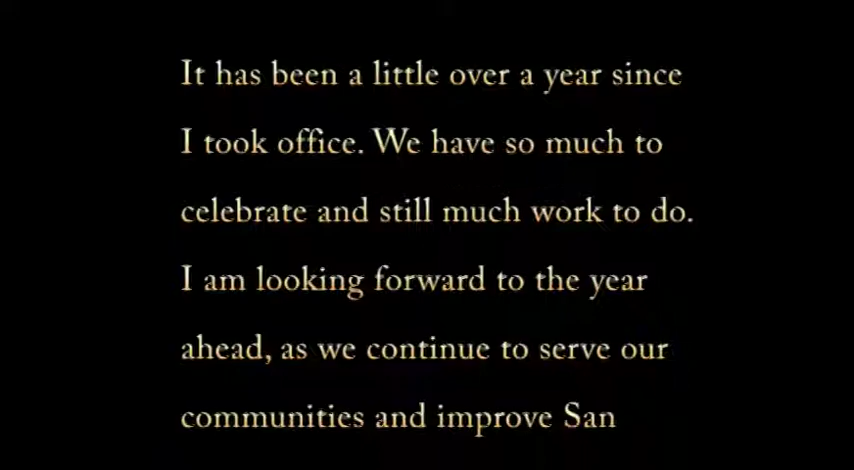 It has been a little over a year since
I took office. We have so much to
celebrate and still much work to do.
I am looking forward to the year
ahead, as we continue to serve our
communities and improve San